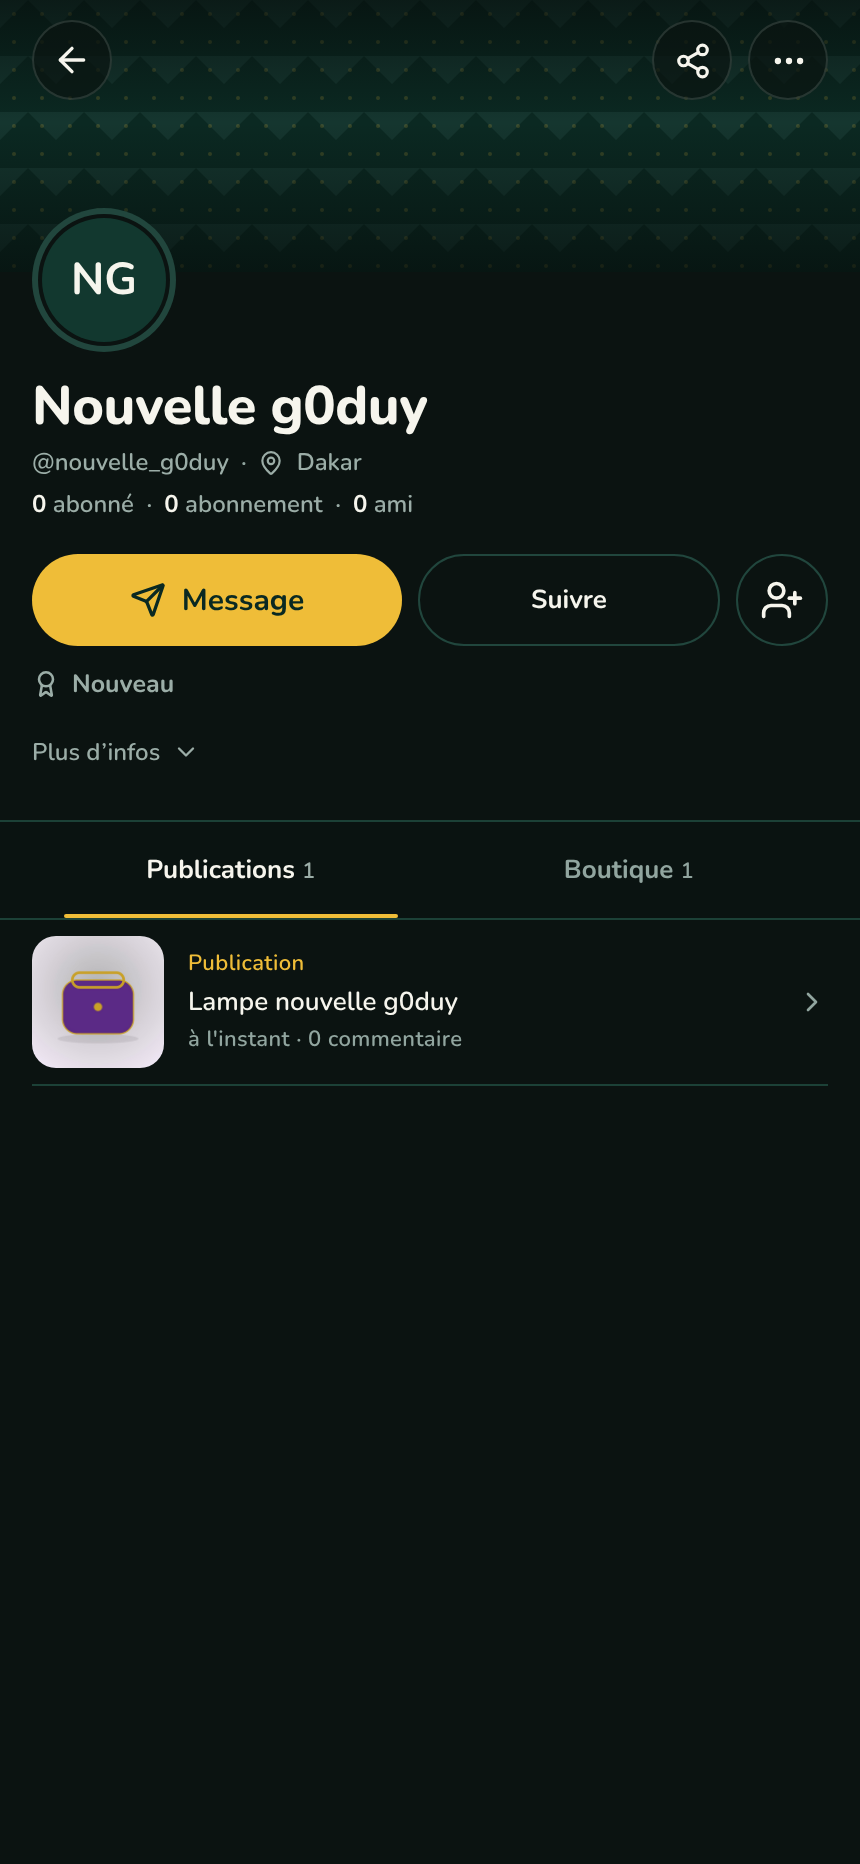 NG
Nouvelle g0duy
@nouvelle_g0duy · Dakar
0 abonné · 0 abonnement · 0 ami
Message
Suivre
Nouveau
Plus d’infos
Publications 1
Boutique 1
Publication
Lampe nouvelle g0duy
à l'instant · 0 commentaire